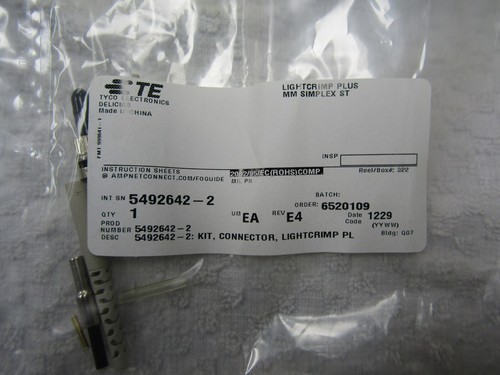 TE
LIGHTCRIMP PLUS
MM SIMPLEX ST
TYCO ELECTRONICS
DELICIAS
Made in CHINA
INSP
INSTRUCTION SHEETS
@ AMPNETCONNECT.COM/FOGUIDE
2002/95/EC(ROHS)COMP
Reel/Box#: 322
INT SN 5492642-2
BATCH:
ORDER: 6520109
QTY 1
UM EA
REV E4
Date Code 1229
(YYWW)
PROD
NUMBER 5492642-2
DESC 5492642-2: KIT, CONNECTOR, LIGHTCRIMP PL
Bldg: QG7